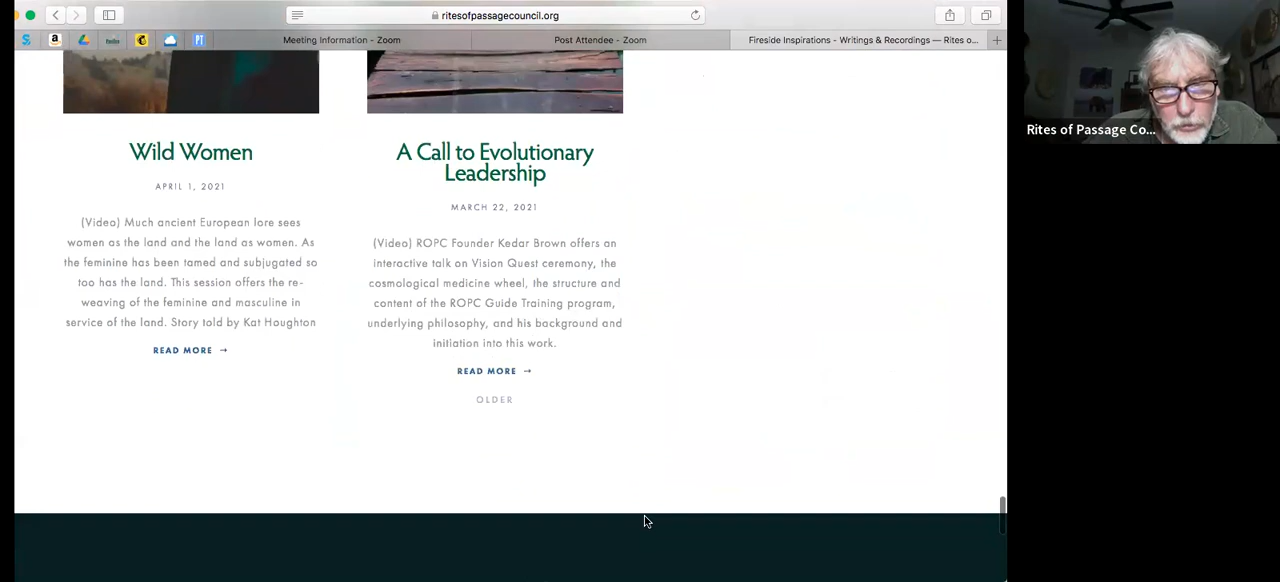 ritesofpassagecouncil.org
Meeting Information - Zoom
Post Attendee - Zoom
Fireside Inspirations - Writings & Recordings — Rites o...
Wild Women
APRIL 1, 2021
(Video) Much ancient European lore sees
women as the land and the land as women. As
the feminine has been tamed and subjugated so
too has the land. This session offers the re-
weaving of the feminine and masculine in
service of the land. Story told by Kat Houghton
READ MORE →
A Call to Evolutionary
Leadership
MARCH 22, 2021
(Video) ROPC Founder Kedar Brown offers an
interactive talk on Vision Quest ceremony, the
cosmological medicine wheel, the structure and
content of the ROPC Guide Training program,
underlying philosophy, and his background and
initiation into this work.
READ MORE →
OLDER
Rites of Passage Co...